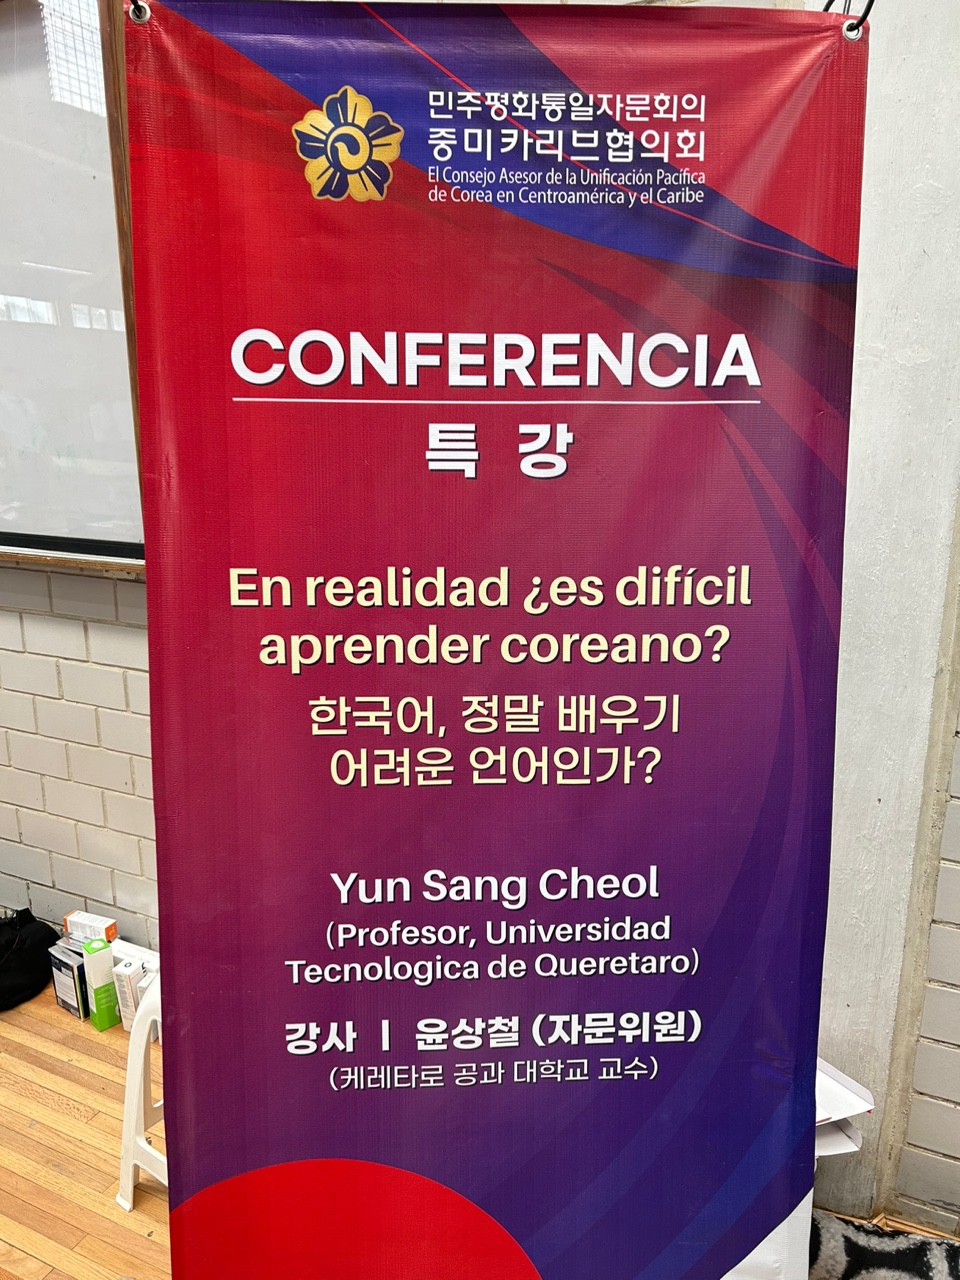 민주평화통일자문회의
중미카리브협의회
El Consejo Asesor de la Unificación Pacífica
de Corea en Centroamérica y el Caribe
CONFERENCIA
특 강
En realidad ¿es difícil
aprender coreano?
한국어, 정말 배우기
어려운 언어인가?
Yun Sang Cheol
(Profesor, Universidad
Tecnologica de Queretaro)
강사 ㅣ 윤상철 (자문위원)
(케레타로 공과 대학교 교수)